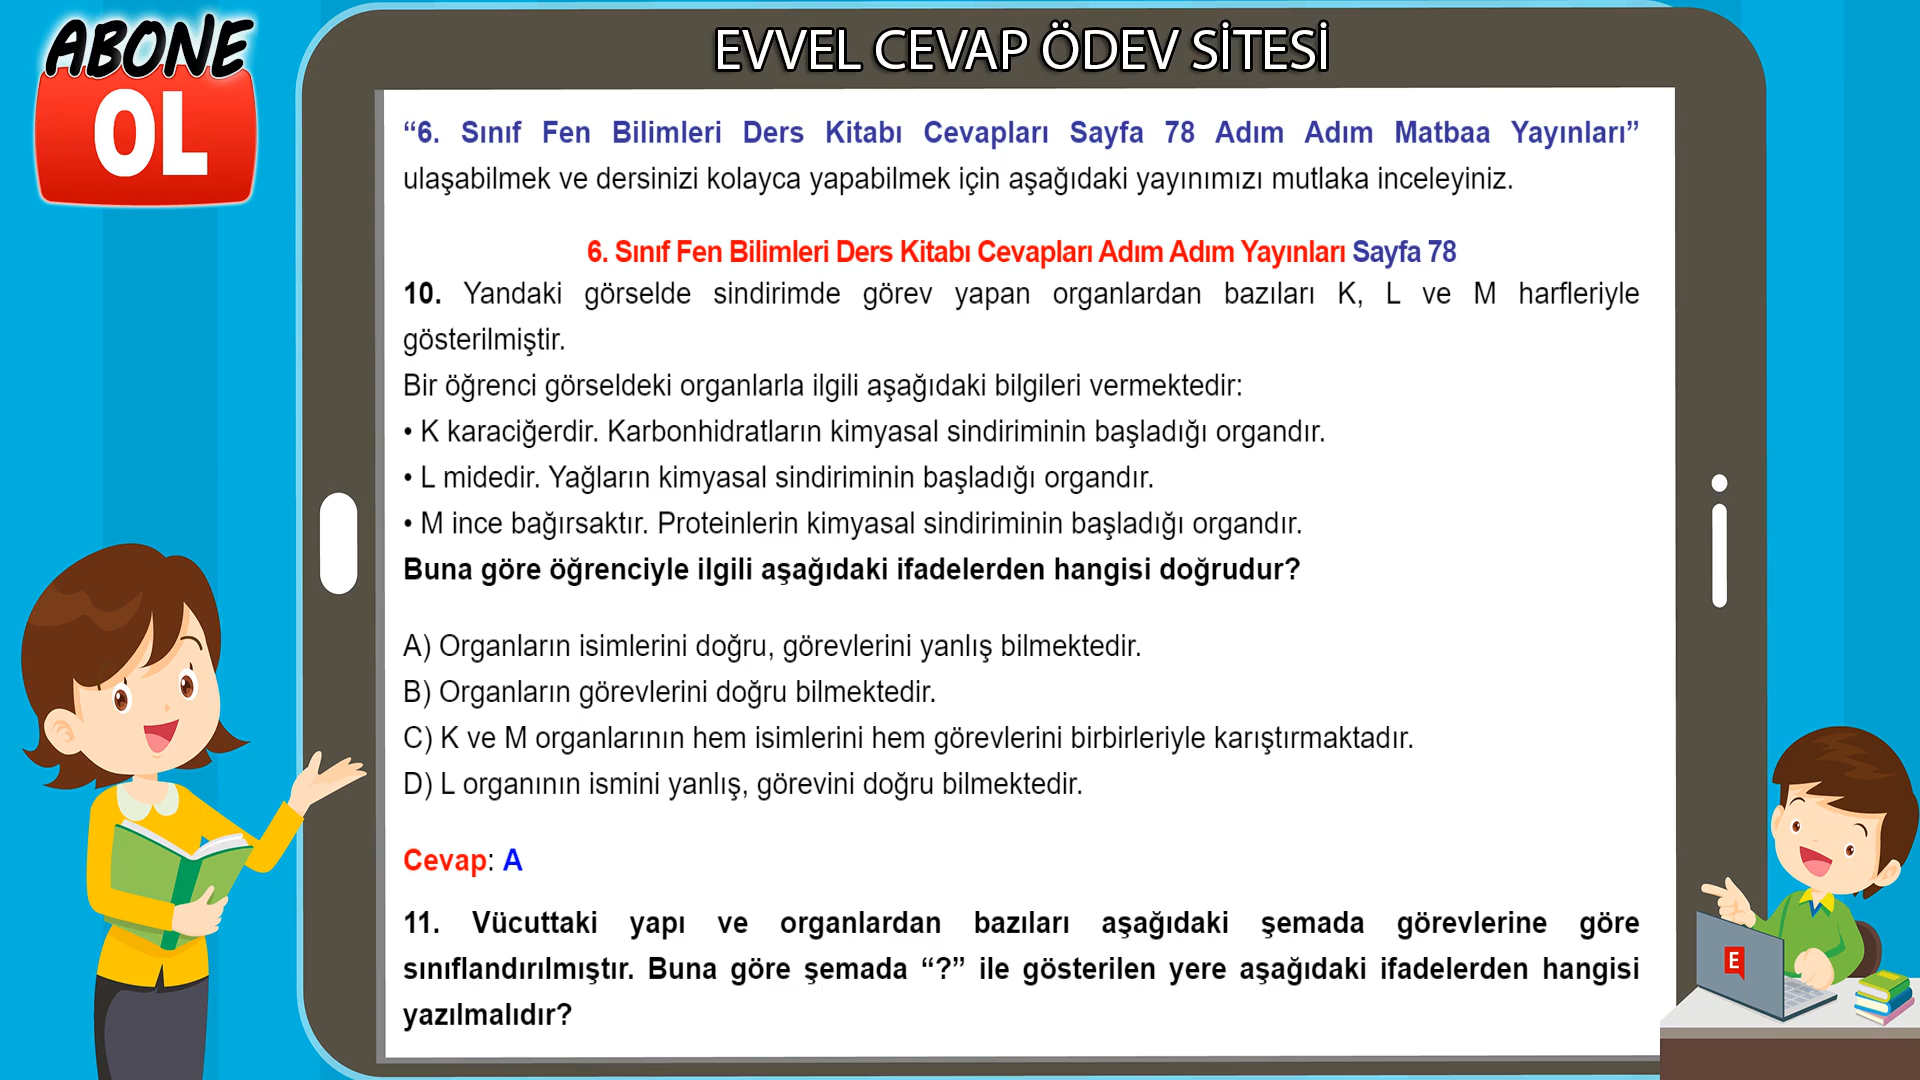 ABONE
OL
EVVEL CEVAP ÖDEV SİTESİ
“6. Sınıf Fen Bilimleri Ders Kitabı Cevapları Sayfa 78 Adım Adım Matbaa Yayınları”
ulaşabilmek ve dersinizi kolayca yapabilmek için aşağıdaki yayınımızı mutlaka inceleyiniz.
6. Sınıf Fen Bilimleri Ders Kitabı Cevapları Adım Adım Yayınları Sayfa 78
10. Yandaki görselde sindirimde görev yapan organlardan bazıları K, L ve M harfleriyle
gösterilmiştir.
Bir öğrenci görseldeki organlarla ilgili aşağıdaki bilgileri vermektedir:
• K karaciğerdir. Karbonhidratların kimyasal sindiriminin başladığı organdır.
• L midedir. Yağların kimyasal sindiriminin başladığı organdır.
• M ince bağırsaktır. Proteinlerin kimyasal sindiriminin başladığı organdır.
Buna göre öğrenciyle ilgili aşağıdaki ifadelerden hangisi doğrudur?
A) Organların isimlerini doğru, görevlerini yanlış bilmektedir.
B) Organların görevlerini doğru bilmektedir.
C) K ve M organlarının hem isimlerini hem görevlerini birbirleriyle karıştırmaktadır.
D) L organının ismini yanlış, görevini doğru bilmektedir.
Cevap: A
11. Vücuttaki yapı ve organlardan bazıları aşağıdaki şemada görevlerine göre
sınıflandırılmıştır. Buna göre şemada “?” ile gösterilen yere aşağıdaki ifadelerden hangisi
yazılmalıdır?
E